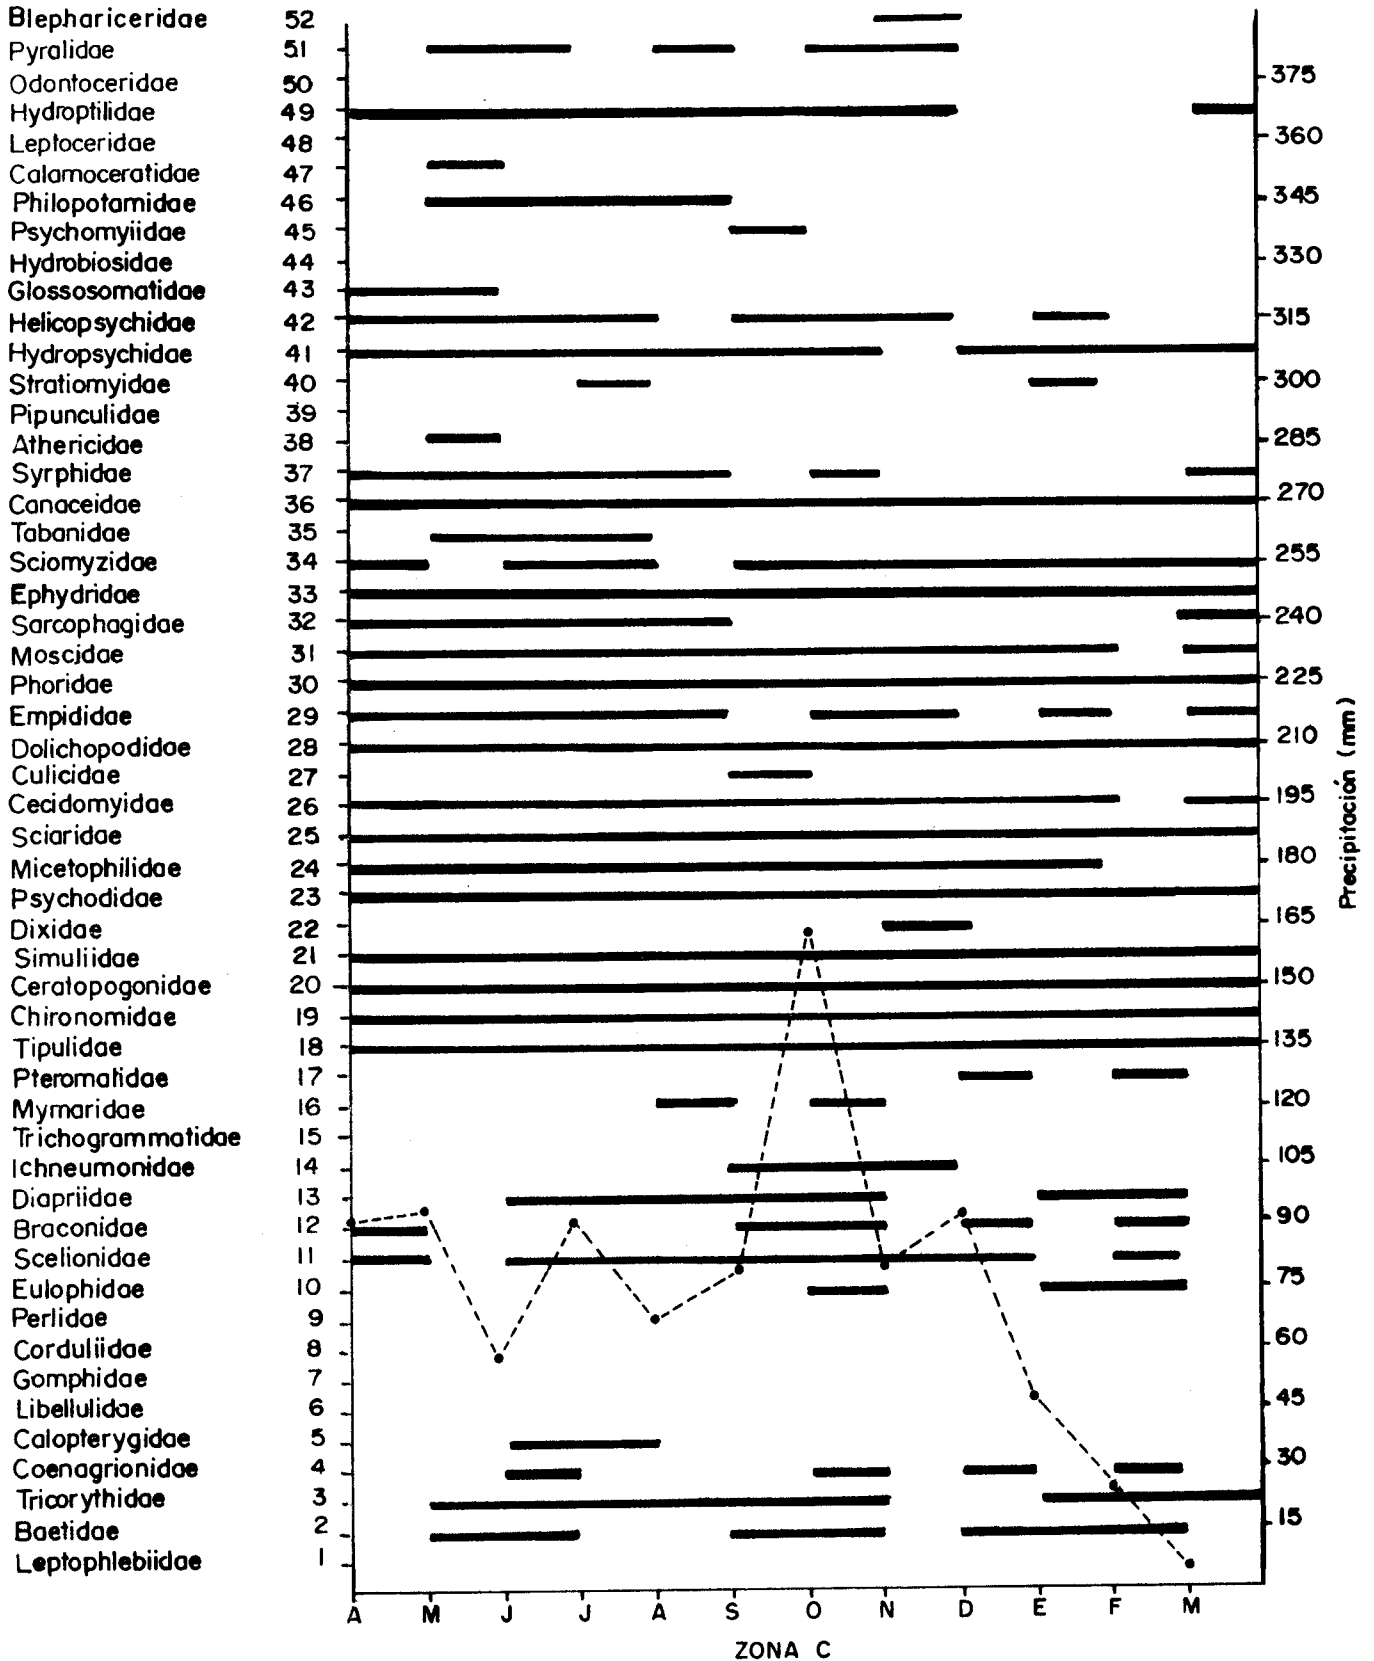 Blephariceridae 52
Pyralidae 51
Odontoceridae 50
375
Hydroptilidae 49
Leptoceridae 48
360
Calamoceratidae 47
Philopotamidae 46
345
Psychomyiidae 45
Hydrobiosidae 44
330
Glossosomatidae 43
Helicopsychidae 42
315
Hydropsychidae 41
Stratiomyidae 40
300
Pipunculidae 39
Athericidae 38
285
Syrphidae 37
Canaceidae 36
270
Tabanidae 35
Sciomyzidae 34
255
Ephydridae 33
Sarcophagidae 32
240
Moscidae 31
Phoridae 30
225
Empididae 29
Dolichopodidae 28
210
Culicidae 27
Cecidomyidae 26
195
Sciaridae 25
Micetophilidae 24
180
Psychodidae 23
Dixidae 22
165
Simuliidae 21
Ceratopogonidae 20
150
Chironomidae 19
Tipulidae 18
135
Pteromalidae 17
Mymaridae 16
120
Trichogrammatidae 15
Ichneumonidae 14
105
Diapriidae 13
Braconidae 12
90
Scelionidae 11
Eulophidae 10
75
Perlidae 9
Corduliidae 8
60
Gomphidae 7
Libellulidae 6
45
Calopterygidae 5
Coenagrionidae 4
30
Tricorythidae 3
Baetidae 2
15
Leptophlebiidae 1
Precipitación (mm)
A M J J A S O N D E F M
ZONA C